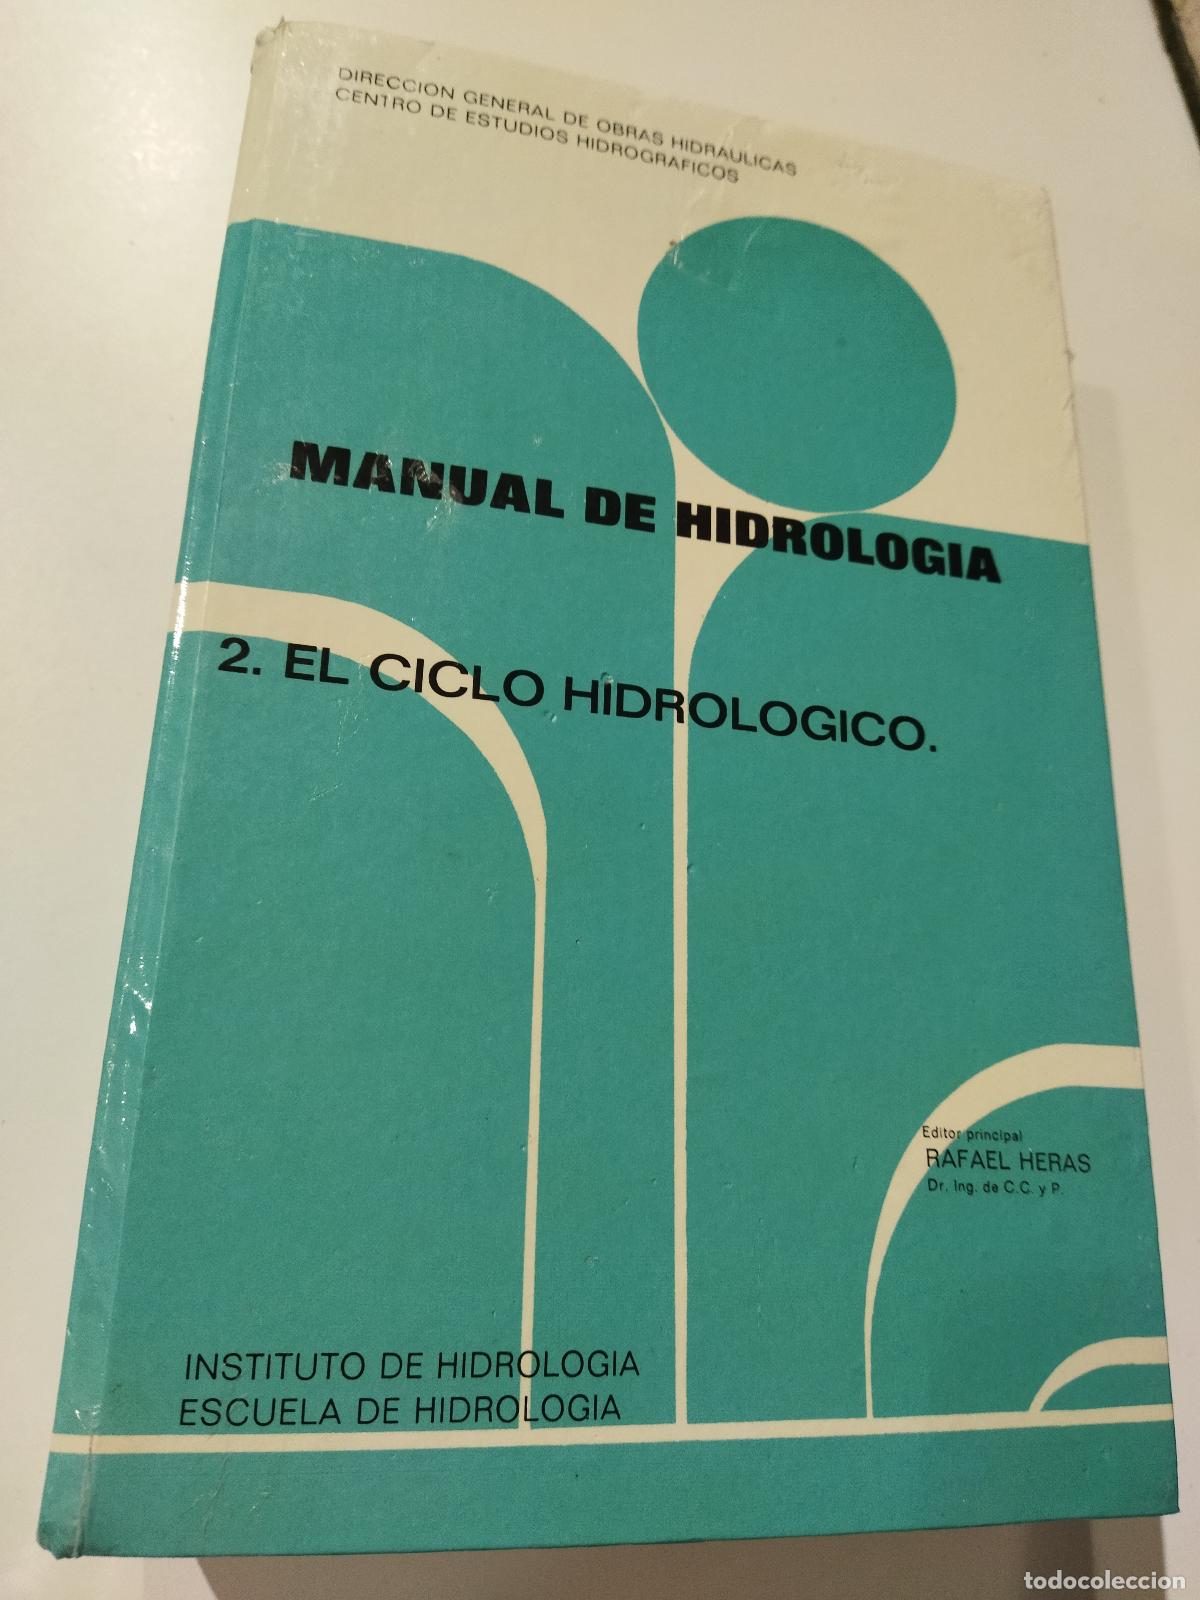 DIRECCION GENERAL DE OBRAS HIDRAULICAS
CENTRO DE ESTUDIOS HIDROGRAFICOS
MANUAL DE HIDROLOGIA
2. EL CICLO HIDROLOGICO.
Editor principal
RAFAEL HERAS
Dr. Ing. de C.C. y P.
INSTITUTO DE HIDROLOGIA
ESCUELA DE HIDROLOGIA
todocoleccion